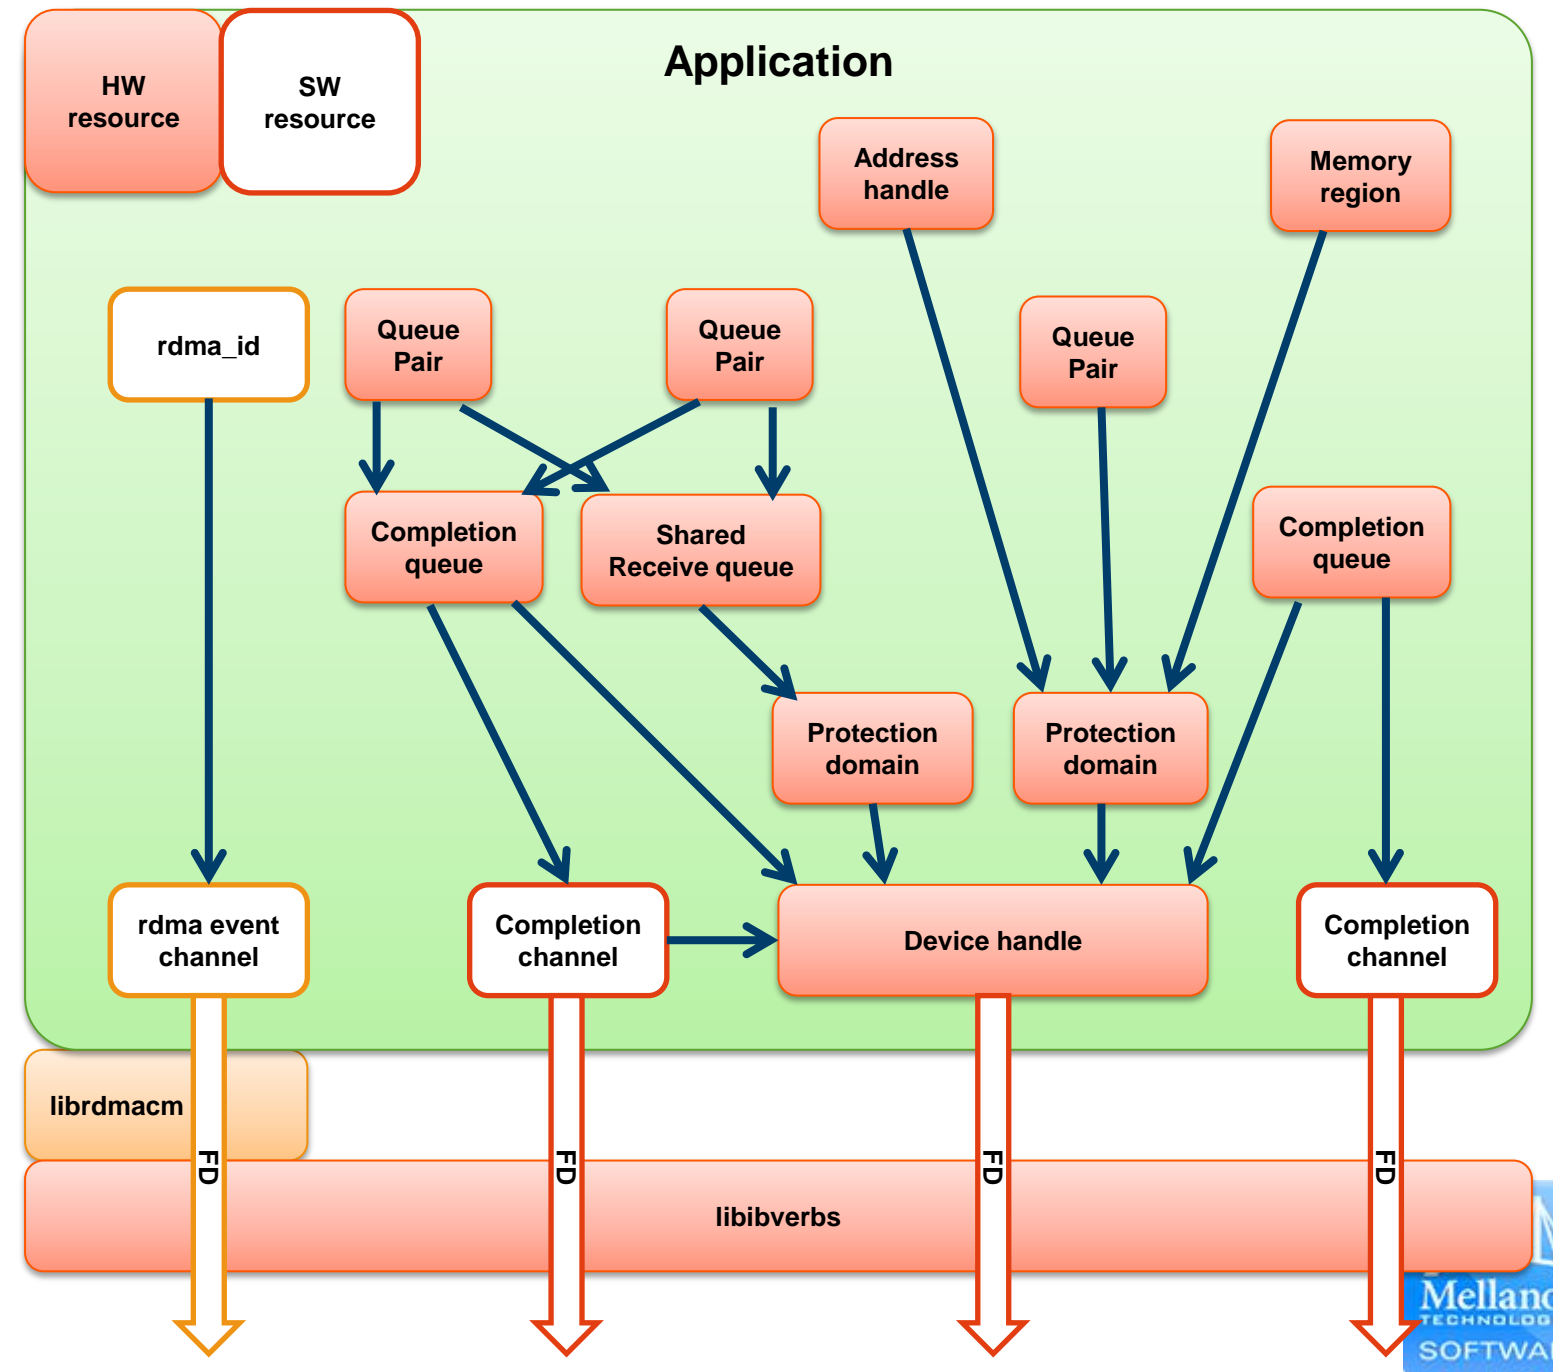 Application
HW
resource
SW
resource
Address
handle
Memory
region
rdma_id
Queue
Pair
Queue
Pair
Queue
Pair
Completion
queue
Shared
Receive queue
Completion
queue
Protection
domain
Protection
domain
rdma event
channel
Completion
channel
Device handle
Completion
channel
librdmacm
FD
FD
FD
FD
libibverbs